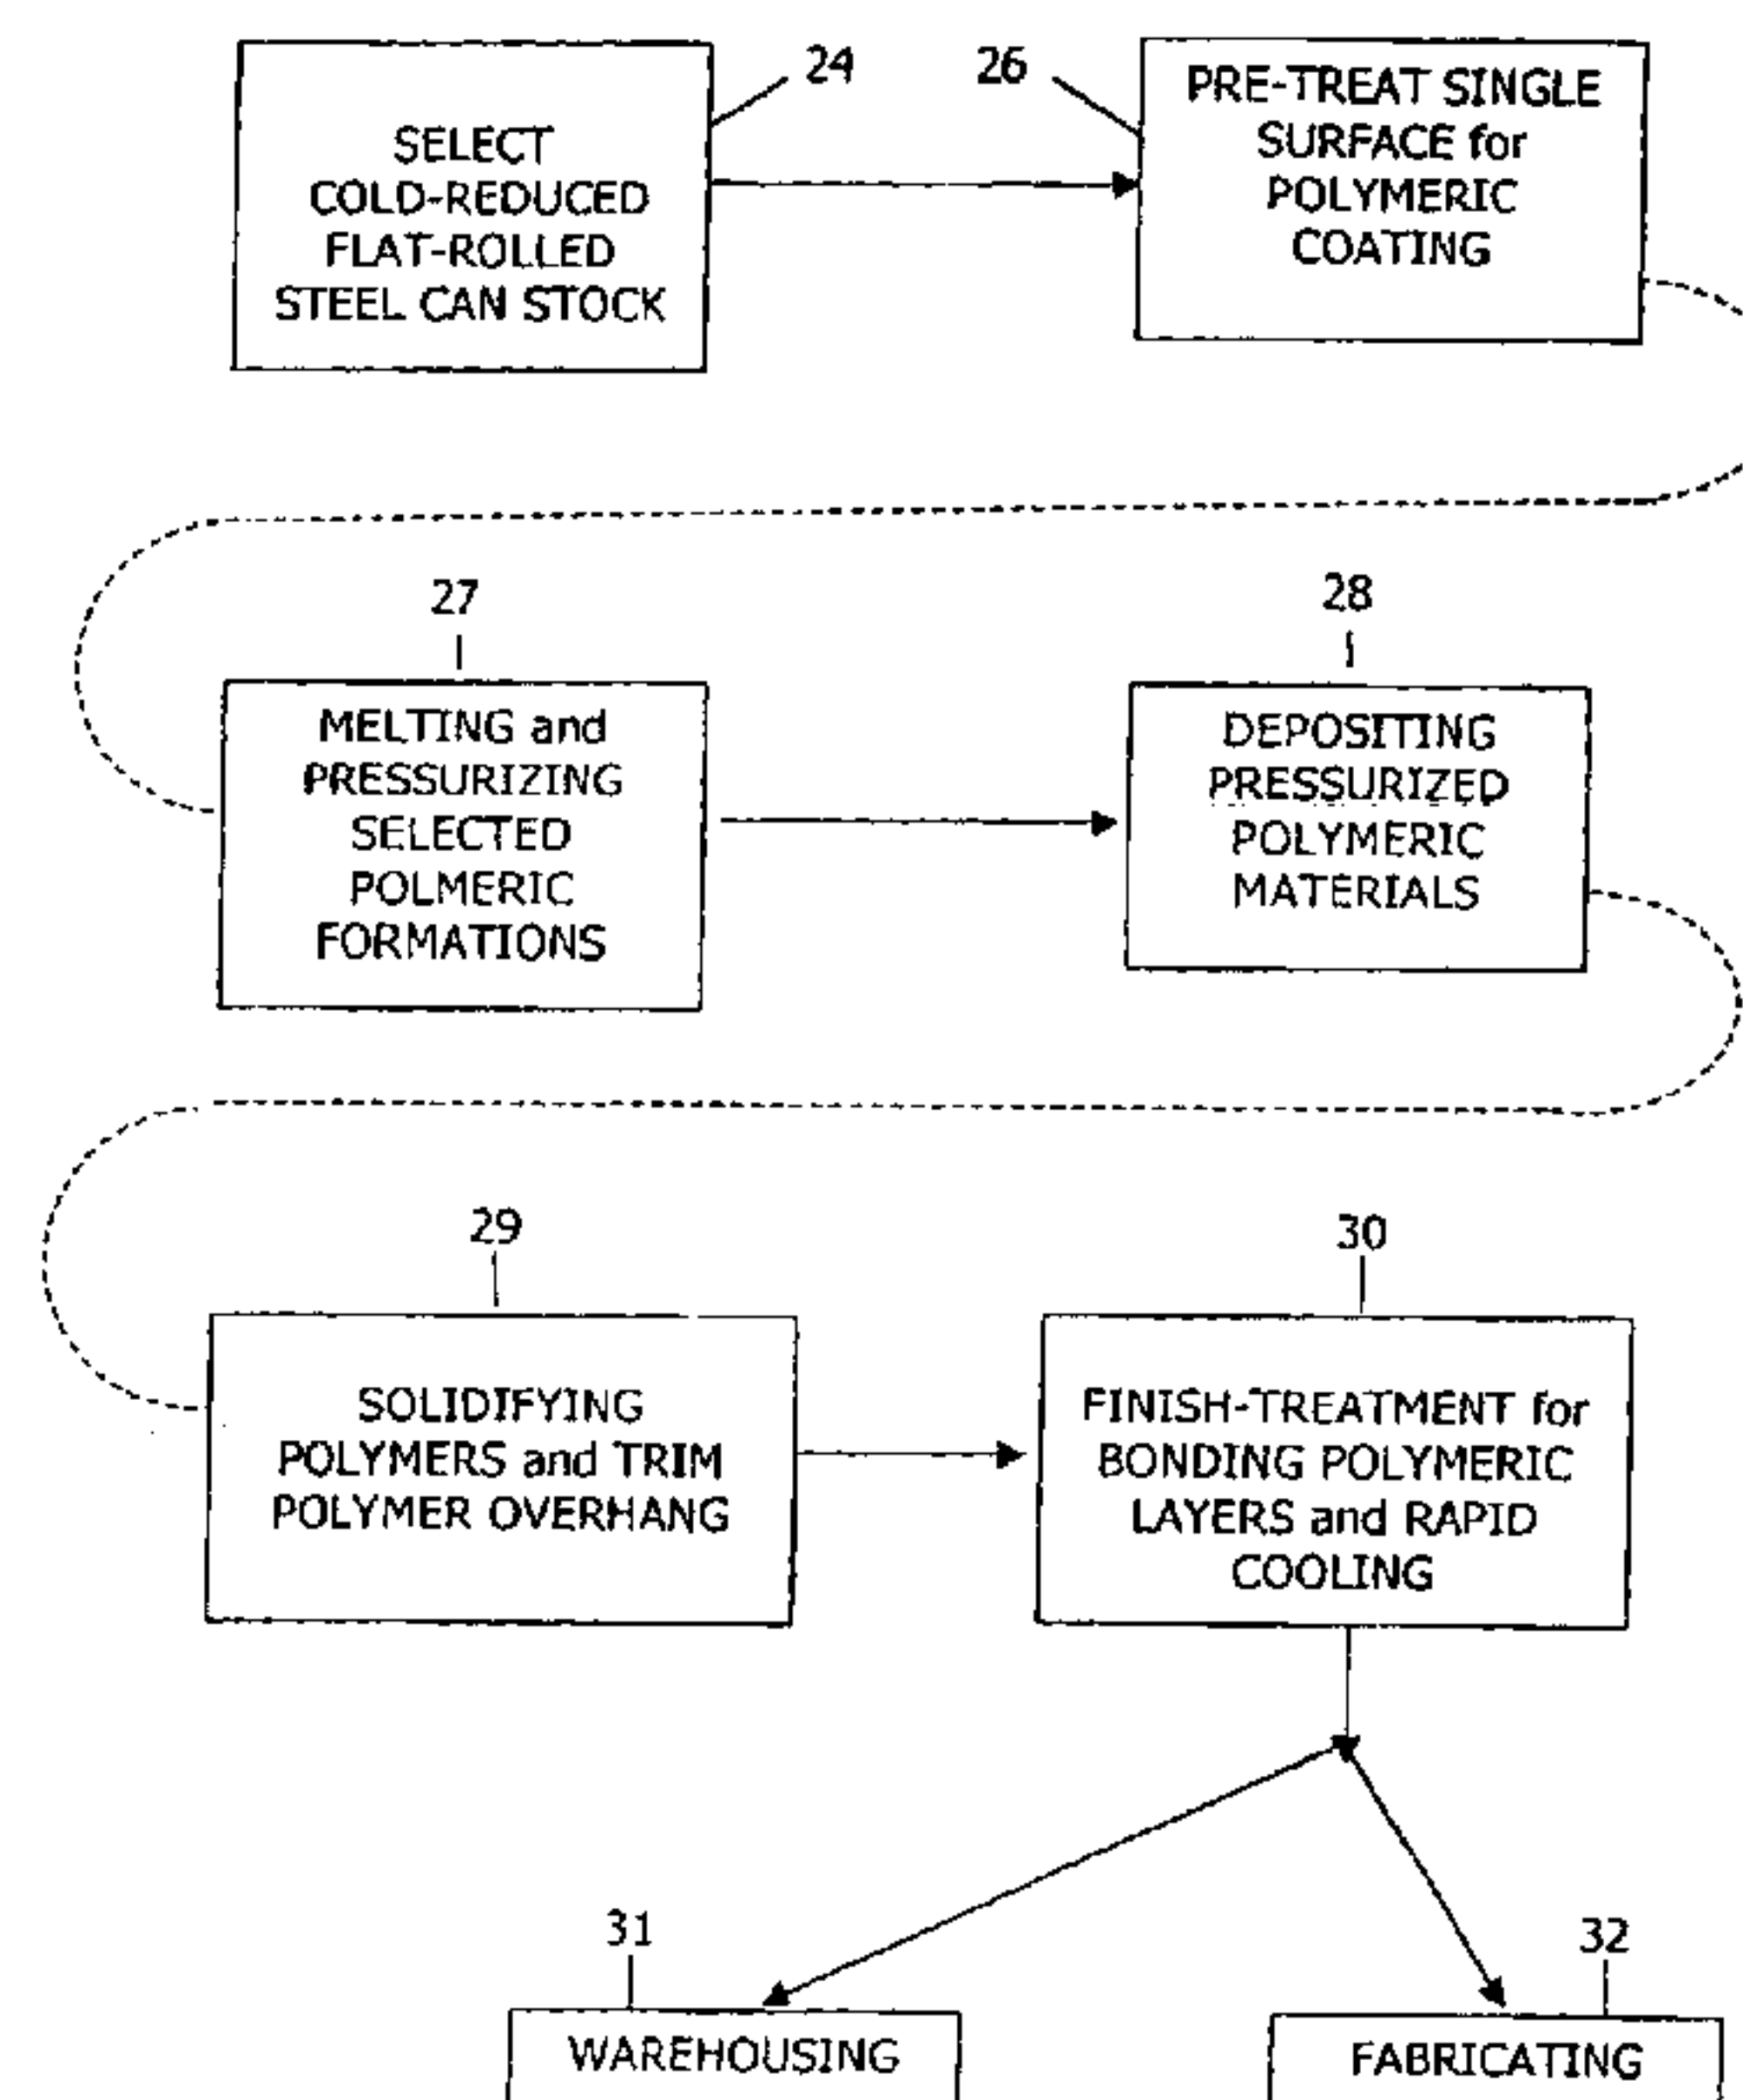 24
SELECT
COLD-REDUCED
FLAT-ROLLED
STEEL CAN STOCK
26
PRE-TREAT SINGLE
SURFACE for
POLYMERIC
COATING
27
MELTING and
PRESSURIZING
SELECTED
POLMERIC
FORMATIONS
28
DEPOSITING
PRESSURIZED
POLYMERIC
MATERIALS
29
SOLIDIFYING
POLYMERS and TRIM
POLYMER OVERHANG
30
FINISH-TREATMENT for
BONDING POLYMERIC
LAYERS and RAPID
COOLING
31
WAREHOUSING
32
FABRICATING